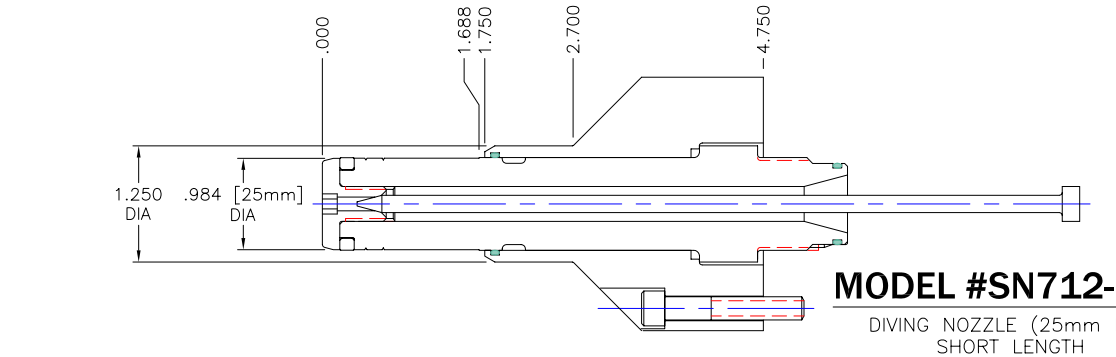 .000
1.688
1.750
2.700
4.750
1.250
DIA
.984 [25mm]
DIA
MODEL #SN712-
DIVING NOZZLE (25mm
SHORT LENGTH